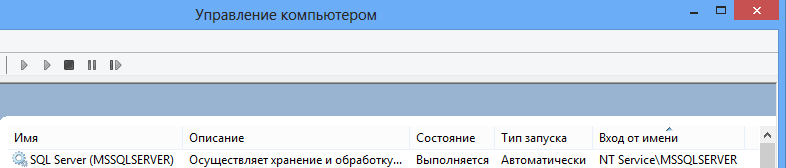 Управление компьютером
Имя Описание Состояние Тип запуска Вход от имени
SQL Server (MSSQLSERVER) Осуществляет хранение и обработку... Выполняется Автоматически NT Service\MSSQLSERVER